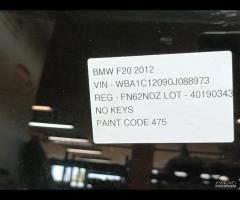 BMW F20 2012
VIN - WBA1C12090J088973
REG - FN62NDZ LOT - 40190343
NO KEYS
PAINT CODE 475